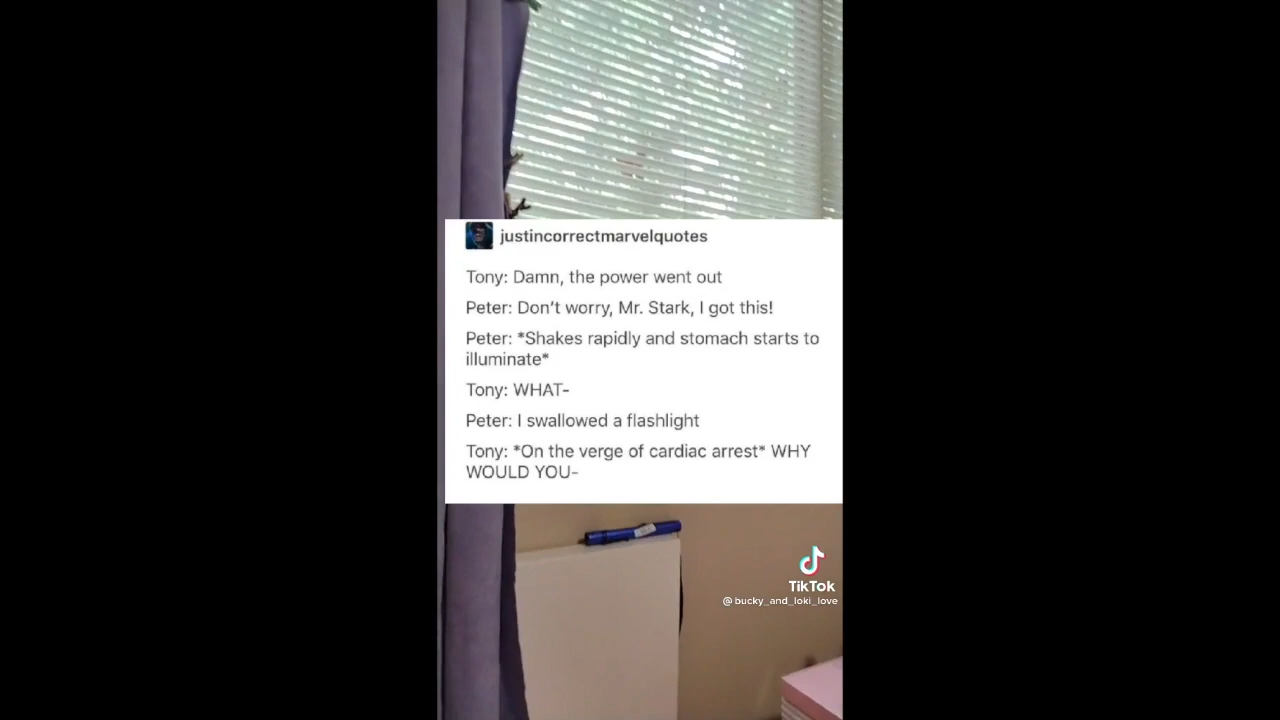 justincorrectmarvelquotes
Tony: Damn, the power went out
Peter: Don't worry, Mr. Stark, I got this!
Peter: *Shakes rapidly and stomach starts to
illuminate*
Tony: WHAT-
Peter: I swallowed a flashlight
Tony: *On the verge of cardiac arrest* WHY
WOULD YOU-
TikTok
@bucky_and_loki_love